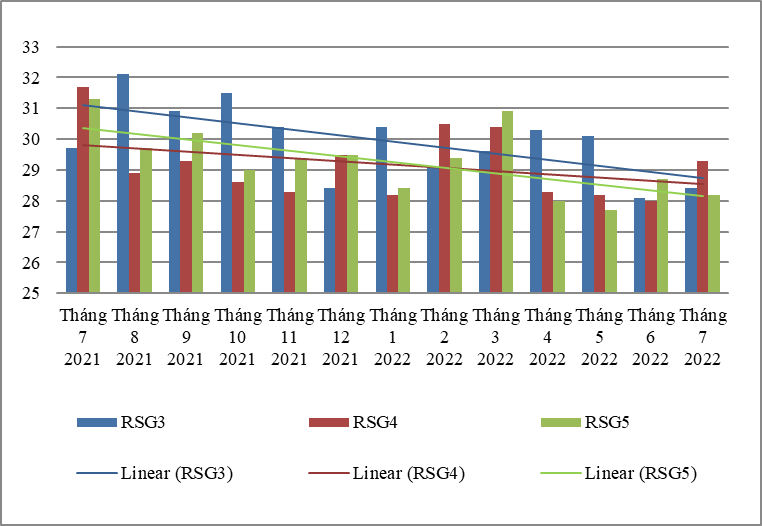 33
32
31
30
29
28
27
26
25
Tháng Tháng Tháng Tháng Tháng Tháng Tháng Tháng Tháng Tháng Tháng Tháng Tháng
7 8 9 10 11 12 1 2 3 4 5 6 7
2021 2021 2021 2021 2021 2021 2022 2022 2022 2022 2022 2022 2022
RSG3 RSG4 RSG5
Linear (RSG3) Linear (RSG4) Linear (RSG5)